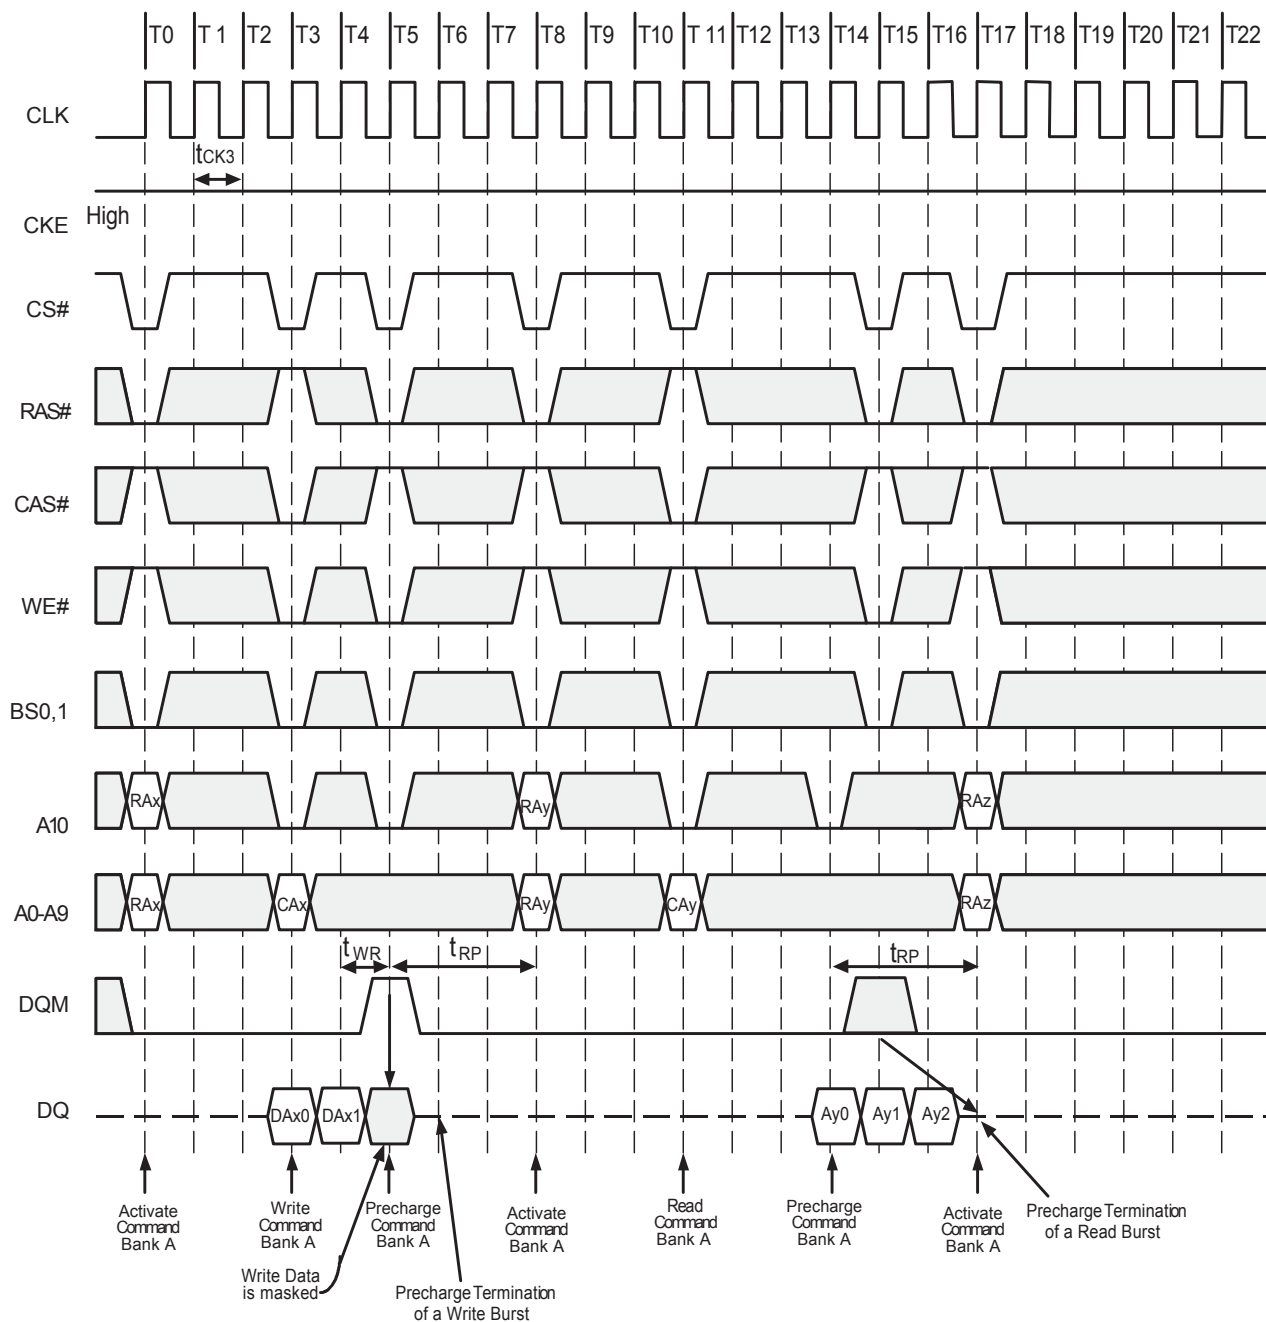 T0 T 1 T2 T3 T4 T5 T6 T7 T8 T9 T10 T 11 T12 T13 T14 T15 T16 T17 T18 T19 T20 T21 T22
CLK
tCK3
CKE High
CS#
RAS#
CAS#
WE#
BS0,1
A10 RAx RAy RAz
A0-A9 RAx CAx RAy CAy RAz
tWR tRP tRP
DQM
DQ DAx0 DAx1 Ay0 Ay1 Ay2
Activate
Command
Bank A
Write
Command
Bank A
Precharge
Command
Bank A
Activate
Command
Bank A
Read
Command
Bank A
Precharge
Command
Bank A
Activate
Command
Bank A
Precharge Termination
of a Read Burst
Write Data
is masked
Precharge Termination
of a Write Burst